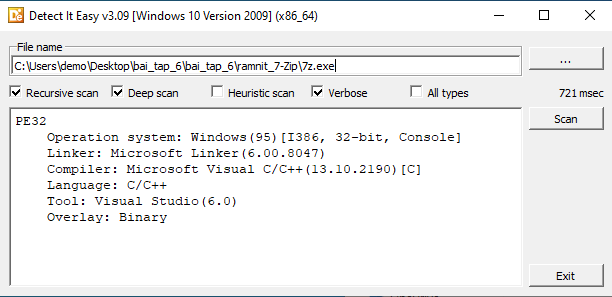 Detect It Easy v3.09 [Windows 10 Version 2009] (x86_64)
File name
C:\Users\demo\Desktop\bai_tap_6\bai_tap_6\ramnit_7-Zip\7z.exe
...
Recursive scan Deep scan Heuristic scan Verbose All types 721 msec
PE32
Scan
Operation system: Windows(95)[I386, 32-bit, Console]
Linker: Microsoft Linker(6.00.8047)
Compiler: Microsoft Visual C/C++(13.10.2190)[C]
Language: C/C++
Tool: Visual Studio(6.0)
Overlay: Binary
Exit